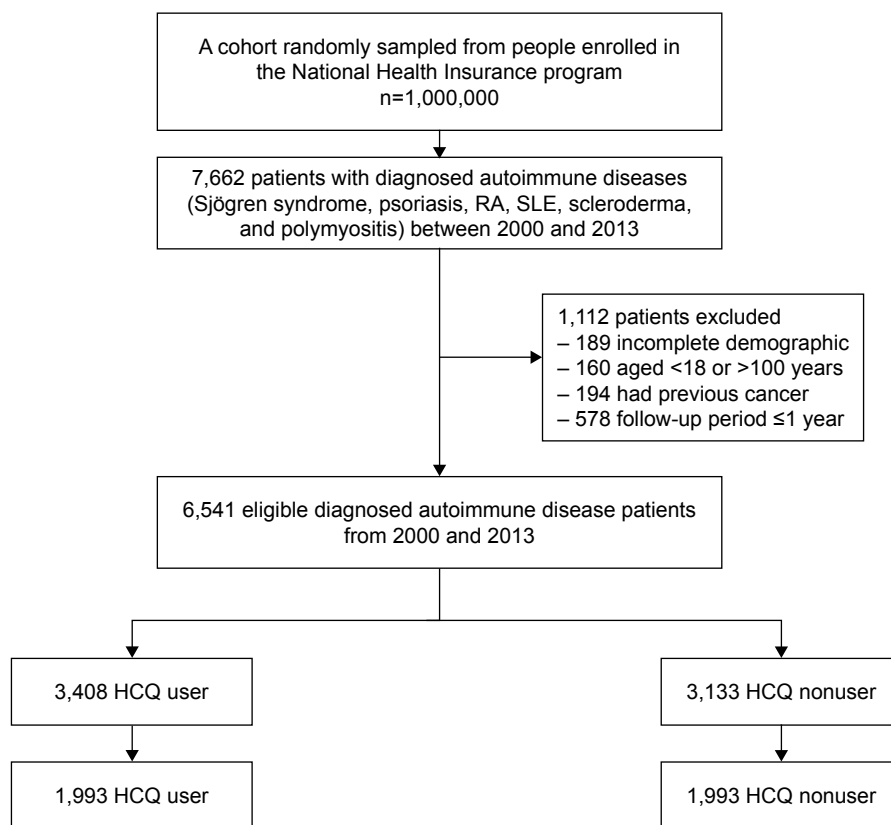 A cohort randomly sampled from people enrolled in
the National Health Insurance program
n=1,000,000
7,662 patients with diagnosed autoimmune diseases
(Sjögren syndrome, psoriasis, RA, SLE, scleroderma,
and polymyositis) between 2000 and 2013
1,112 patients excluded
– 189 incomplete demographic
– 160 aged <18 or >100 years
– 194 had previous cancer
– 578 follow-up period ≤1 year
6,541 eligible diagnosed autoimmune disease patients
from 2000 and 2013
3,408 HCQ user
3,133 HCQ nonuser
1,993 HCQ user
1,993 HCQ nonuser